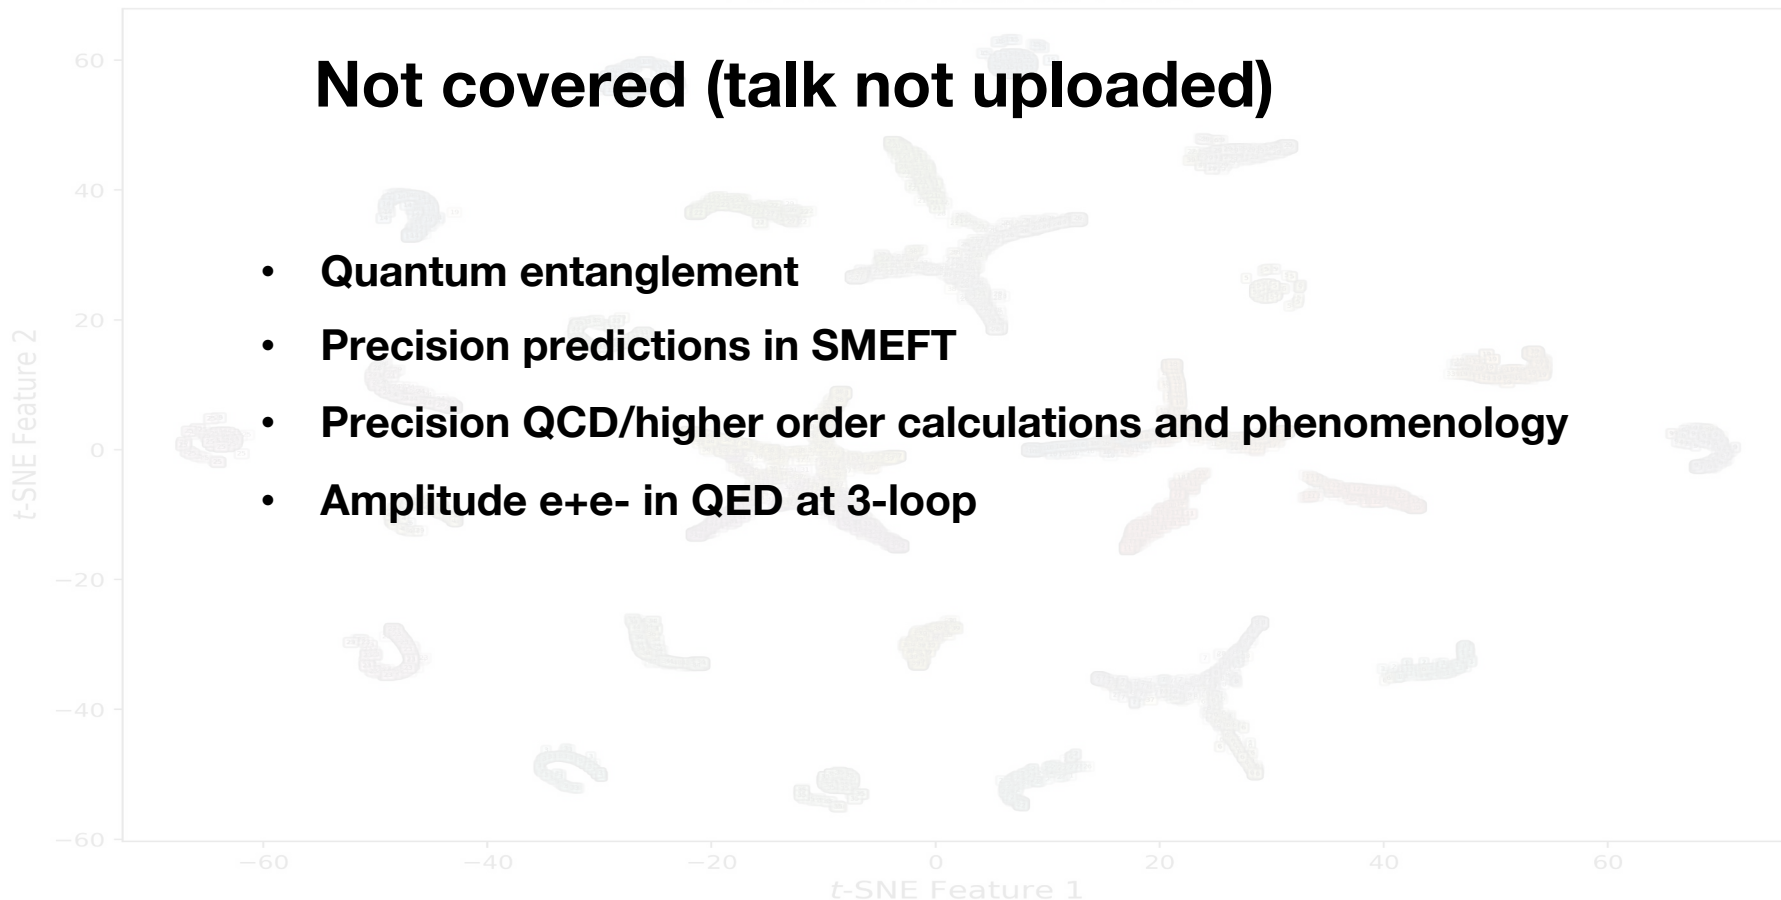 Not covered (talk not uploaded)
60
40
• Quantum entanglement
20
• Precision predictions in SMEFT
t-SNE Feature 2
• Precision QCD/higher order calculations and phenomenology
0
• Amplitude e+e- in QED at 3-loop
−20
−40
−60
−60 −40 −20 0 20 40 60
t-SNE Feature 1